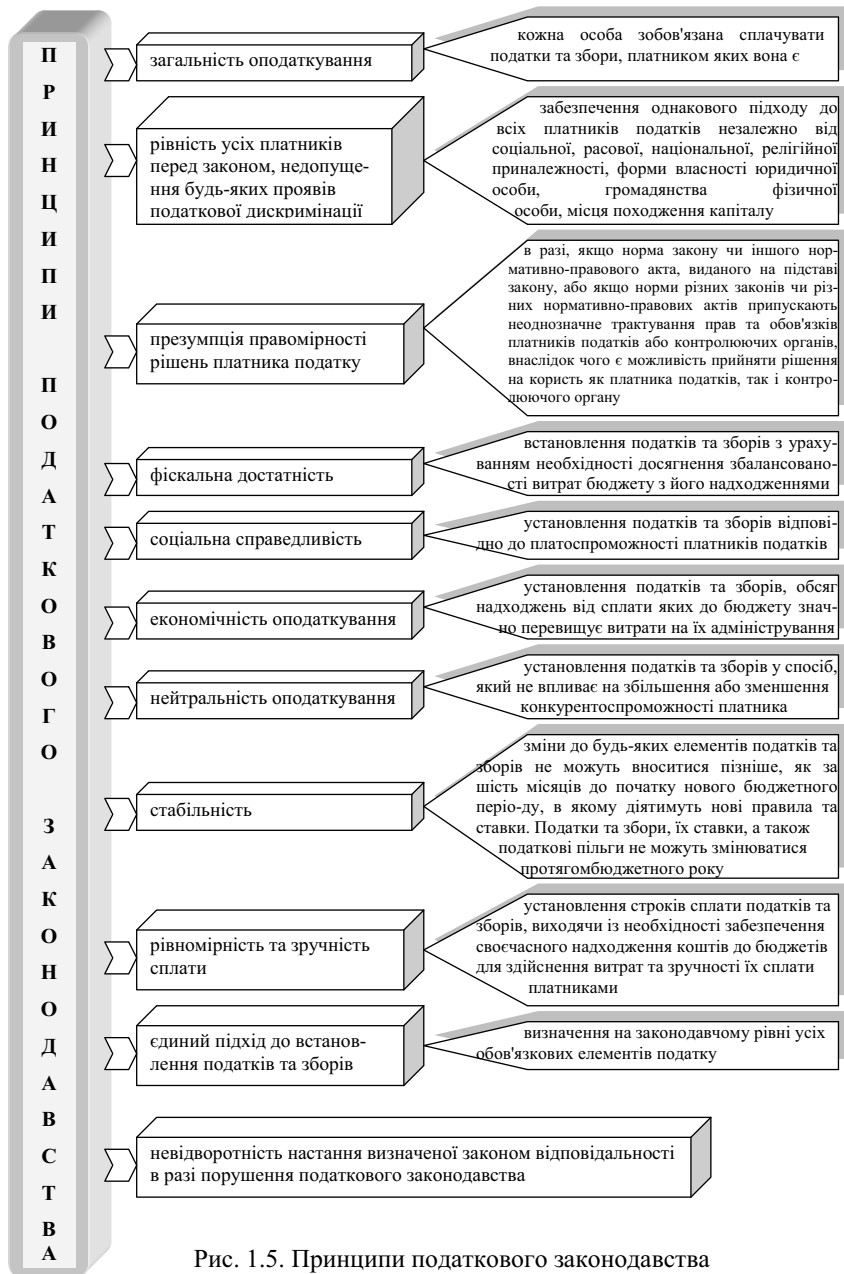 ПРИНЦИПИ ПОДАТКОВОГО ЗАКОНОДАВСТВА
загальність оподаткування
кожна особа зобов'язана сплачувати
податки та збори, платником яких вона є
рівність усіх платників
перед законом, недопуще-
ння будь-яких проявів
податкової дискримінації
забезпечення однакового підходу до
всіх платників податків незалежно від
соціальної, расової, національної, релігійної
приналежності, форми власності юридичної
особи, громадянства фізичної
особи, місця походження капіталу
презумпція правомірності
рішень платника податку
в разі, якщо норма закону чи іншого нор-
мативно-правового акта, виданого на підставі
закону, або якщо норми різних законів чи різ-
них нормативно-правових актів припускають
неоднозначне трактування прав та обов'язків
платників податків або контролюючих органів,
внаслідок чого є можливість прийняти рішення
на користь як платника податків, так і контро-
люючого органу
фіскальна достатність
встановлення податків та зборів з ураху-
ванням необхідності досягнення збалансовано-
сті витрат бюджету з його надходженнями
соціальна справедливість
установлення податків та зборів відпові-
дно до платоспроможності платників податків
економічність оподаткування
установлення податків та зборів, обсяг
надходжень від сплати яких до бюджету знач-
но перевищує витрати на їх адміністрування
нейтральність оподаткування
установлення податків та зборів у спосіб,
який не впливає на збільшення або зменшення
конкурентоспроможності платника
стабільність
зміни до будь-яких елементів податків та
зборів не можуть вноситися пізніше, як за
шість місяців до початку нового бюджетного
періо-ду, в якому діятимуть нові правила та
ставки. Податки та збори, їх ставки, а також
податкові пільги не можуть змінюватися
протягомбюджетного року
рівномірність та зручність
сплати
установлення строків сплати податків та
зборів, виходячи із необхідності забезпечення
своєчасного надходження коштів до бюджетів
для здійснення витрат та зручності їх сплати
платниками
єдиний підхід до встанов-
лення податків та зборів
визначення на законодавчому рівні усіх
обов'язкових елементів податку
невідворотність настання визначеної законом відповідальності
в разі порушення податкового законодавства
Рис. 1.5. Принципи податкового законодавства